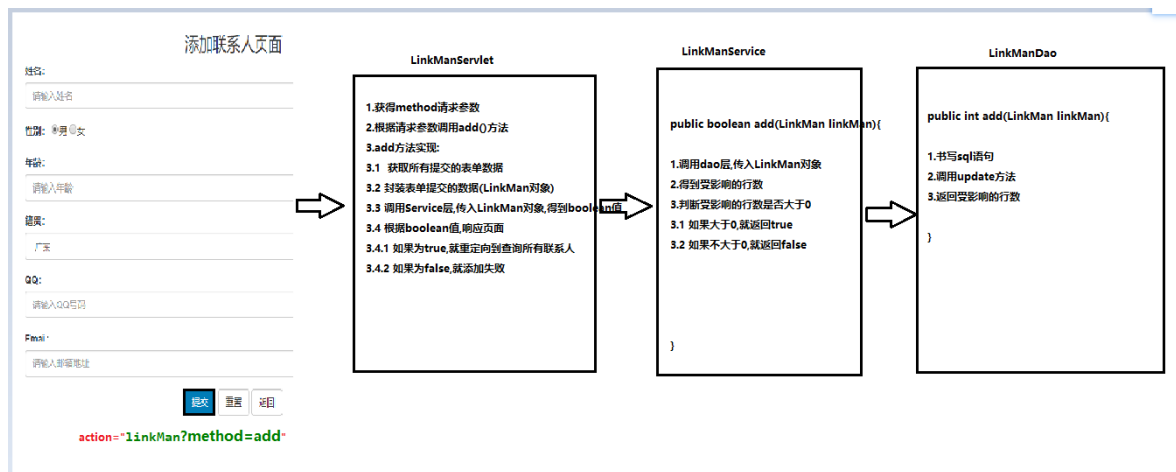 添加联系人页面
姓名:
请输入姓名
性别: 男 女
年龄:
请输入年龄
籍贯:
广东
QQ:
请输入QQ号码
Email:
请输入邮箱地址
提交 重置 返回
action="linkMan?method=add"
LinkManServlet
1.获得method请求参数
2.根据请求参数调用add()方法
3.add方法实现:
3.1 获取所有提交的表单数据
3.2 封装表单提交的数据(LinkMan对象)
3.3 调用Service层,传入LinkMan对象,得到boolean值
3.4 根据boolean值,响应页面
3.4.1 如果为true,就重定向到查询所有联系人
3.4.2 如果为false,就添加失败
LinkManService
public boolean add(LinkMan linkMan){
1.调用dao层,传入LinkMan对象
2.得到受影响的行数
3.判断受影响的行数是否大于0
3.1 如果大于0,就返回true
3.2 如果不大于0,就返回false
}
LinkManDao
public int add(LinkMan linkMan){
1.书写sql语句
2.调用update方法
3.返回受影响的行数
}